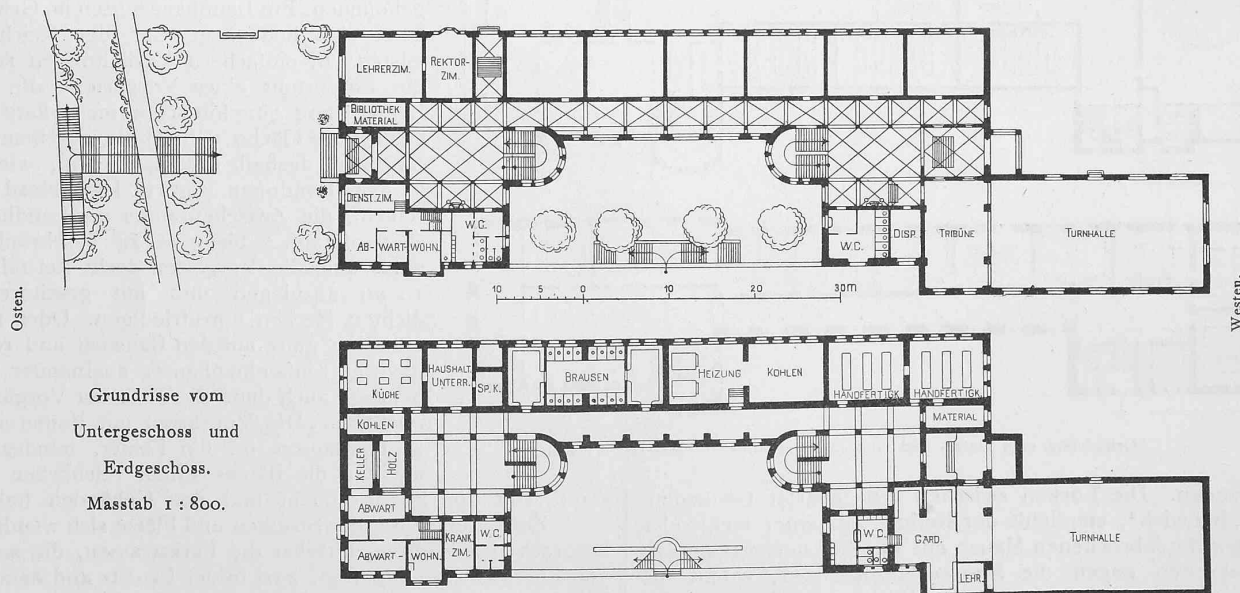 LEHRERZIM.
REKTOR-
ZIM.
BIBLIOTHEK
MATERIAL
DIENST.ZIM.
AB-
WART-
WOHN.
W.C.
W.C.
DISP.
TRIBÜNE
TURNHALLE
Osten.
Westen.
10 5 0 10 20 30 m
KÜCHE
HAUSHALT.
UNTERR.
SP.K.
BRAUSEN
HEIZUNG
KOHLEN
HANDFERTIGK.
HANDFERTIGK.
KOHLEN
MATERIAL
KELLER
HOLZ
ABWART
ABWART-
WOHN.
KRANK.
ZIM.
W.C.
W.C.
GARD.
LEHR.
TURNHALLE
Grundrisse vom
Untergeschoss und
Erdgeschoss.
Masstab 1 : 800.